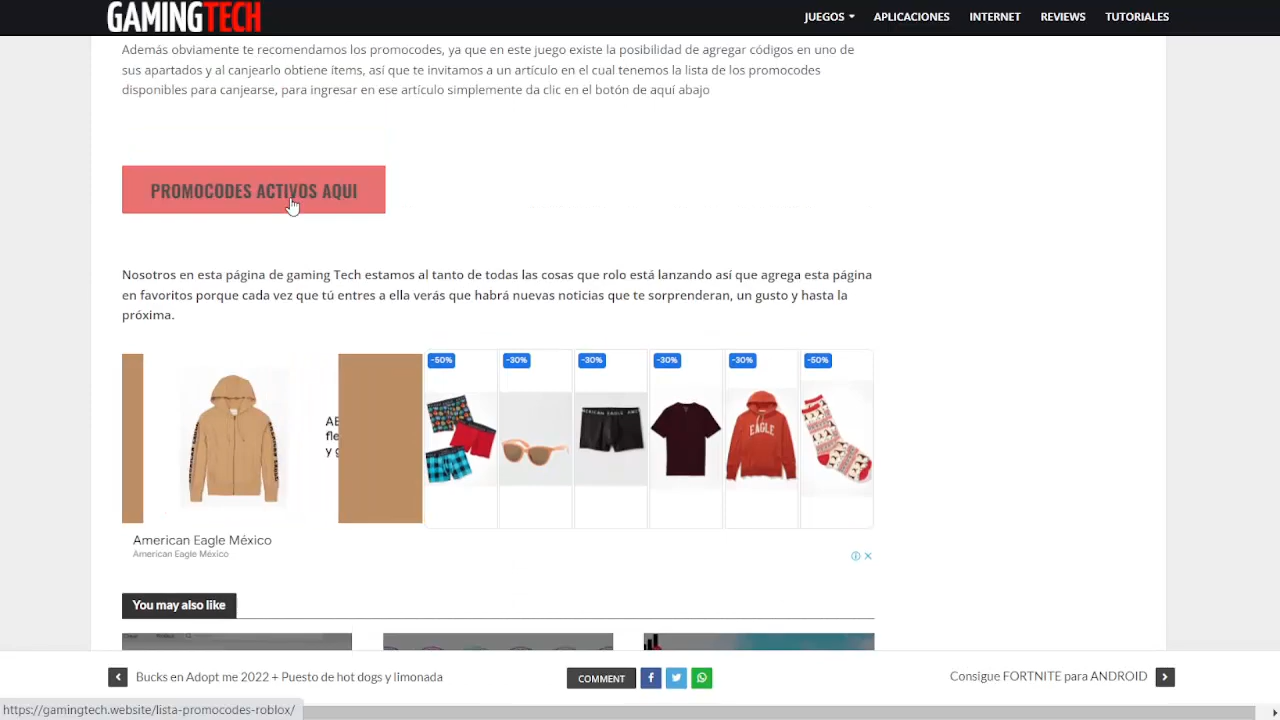 GAMINGTECH
JUEGOS
APLICACIONES
INTERNET
REVIEWS
TUTORIALES
Además obviamente te recomendamos los promocodes, ya que en este juego existe la posibilidad de agregar códigos en uno de
sus apartados y al canjearlo obtiene ítems, así que te invitamos a un artículo en el cual tenemos la lista de los promocodes
disponibles para canjearse, para ingresar en ese artículo simplemente da clic en el botón de aquí abajo
PROMOCODES ACTIVOS AQUI
Nosotros en esta página de gaming Tech estamos al tanto de todas las cosas que rolo está lanzando así que agrega esta página
en favoritos porque cada vez que tú entres a ella verás que habrá nuevas noticias que te sorprenderan, un gusto y hasta la
próxima.
-50%
-30%
-30%
-30%
-30%
-50%
AMERICAN EAGLE
EAGLE
American Eagle México
American Eagle México
You may also like
Bucks en Adopt me 2022 + Puesto de hot dogs y limonada
COMMENT
Consigue FORTNITE para ANDROID
https://gamingtech.website/lista-promocodes-roblox/